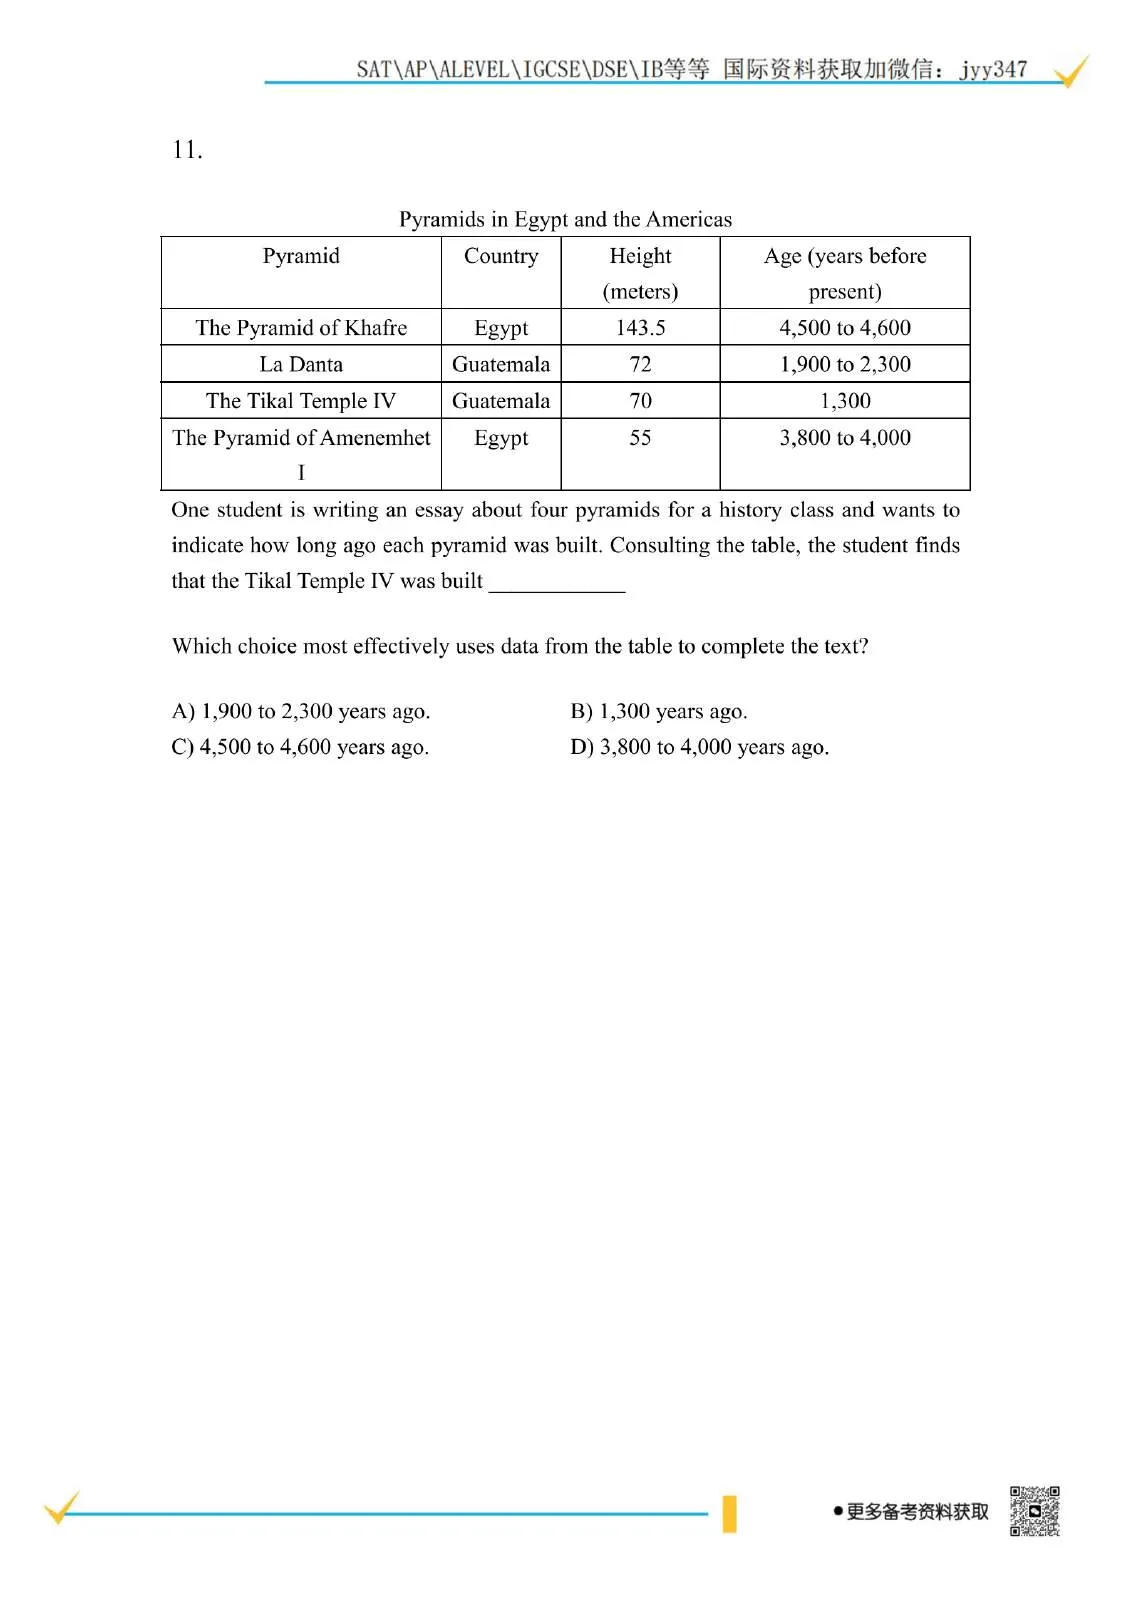 SAT\AP\ALEVEL\IGCSE\DSE\IB等等 国际资料获取加微信：jyy347
11.
Pyramids in Egypt and the Americas
Pyramid Country Height (meters) Age (years before present)
The Pyramid of Khafre Egypt 143.5 4,500 to 4,600
La Danta Guatemala 72 1,900 to 2,300
The Tikal Temple IV Guatemala 70 1,300
The Pyramid of Amenemhet I Egypt 55 3,800 to 4,000
One student is writing an essay about four pyramids for a history class and wants to
indicate how long ago each pyramid was built. Consulting the table, the student finds
that the Tikal Temple IV was built ____________
Which choice most effectively uses data from the table to complete the text?
A) 1,900 to 2,300 years ago. B) 1,300 years ago.
C) 4,500 to 4,600 years ago. D) 3,800 to 4,000 years ago.
●更多备考资料获取